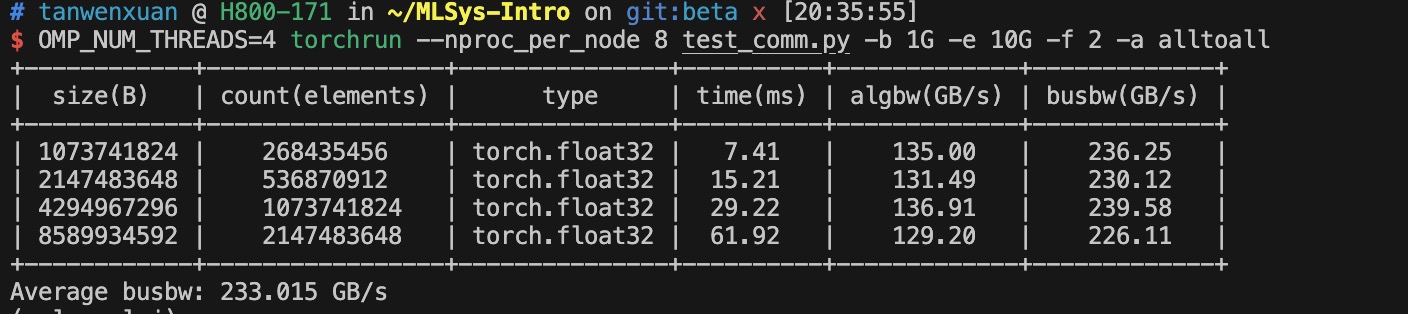 # tanwenxuan @ H800-171 in ~/MLSys-Intro on git:beta x [20:35:55]
$ OMP_NUM_THREADS=4 torchrun --nproc_per_node 8 test_comm.py -b 1G -e 10G -f 2 -a alltoall
+------------+-----------------+---------------+----------+-------------+-------------+
| size(B) | count(elements) | type | time(ms) | algbw(GB/s) | busbw(GB/s) |
+------------+-----------------+---------------+----------+-------------+-------------+
| 1073741824 | 268435456 | torch.float32 | 7.41 | 135.00 | 236.25 |
| 2147483648 | 536870912 | torch.float32 | 15.21 | 131.49 | 230.12 |
| 4294967296 | 1073741824 | torch.float32 | 29.22 | 136.91 | 239.58 |
| 8589934592 | 2147483648 | torch.float32 | 61.92 | 129.20 | 226.11 |
+------------+-----------------+---------------+----------+-------------+-------------+
Average busbw: 233.015 GB/s